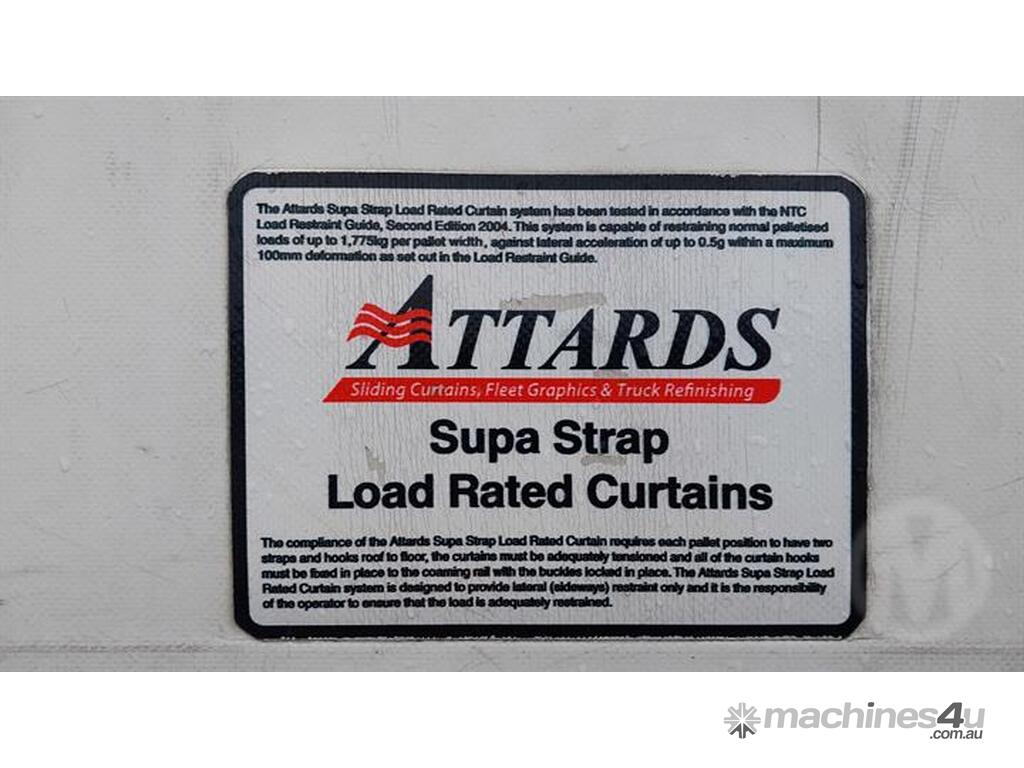 The Attards Supa Strap Load Rated Curtain system has been tested in accordance with the NTC
Load Restraint Guide, Second Edition 2004. This system is capable of restraining normal palletised
loads of up to 1,775kg per pallet width, against lateral acceleration of up to 0.5g within a maximum
100mm deformation as set out in the Load Restraint Guide.
ATTARDS
Sliding Curtains, Fleet Graphics & Truck Refinishing
Supa Strap
Load Rated Curtains
The compliance of the Attards Supa Strap Load Rated Curtain requires each pallet position to have two
straps and hooks roof to floor, the curtains must be adequately tensioned and all of the curtain hooks
must be fixed in place to the coaming rail with the buckles locked in place. The Attards Supa Strap Load
Rated Curtain system is designed to provide lateral (sideways) restraint only and it is the responsibility
of the operator to ensure that the load is adequately restrained.
machines4u
.com.au